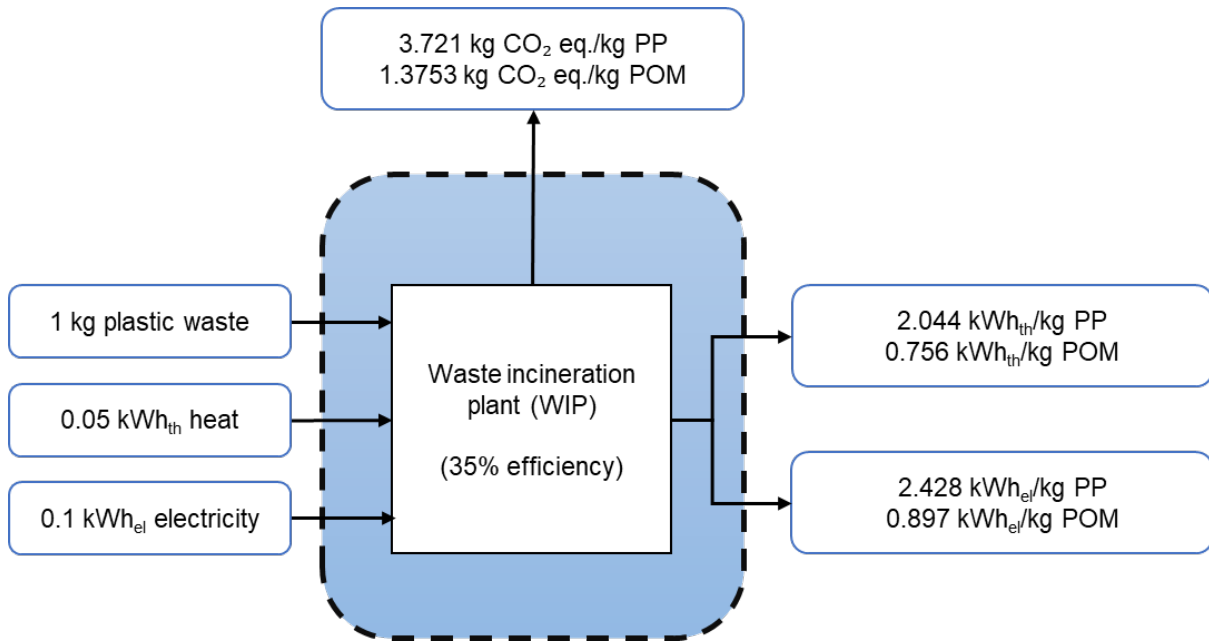 3.721 kg CO₂ eq./kg PP
1.3753 kg CO₂ eq./kg POM
1 kg plastic waste
0.05 kWhth heat
0.1 kWhel electricity
Waste incineration
plant (WIP)
(35% efficiency)
2.044 kWhth/kg PP
0.756 kWhth/kg POM
2.428 kWhel/kg PP
0.897 kWhel/kg POM